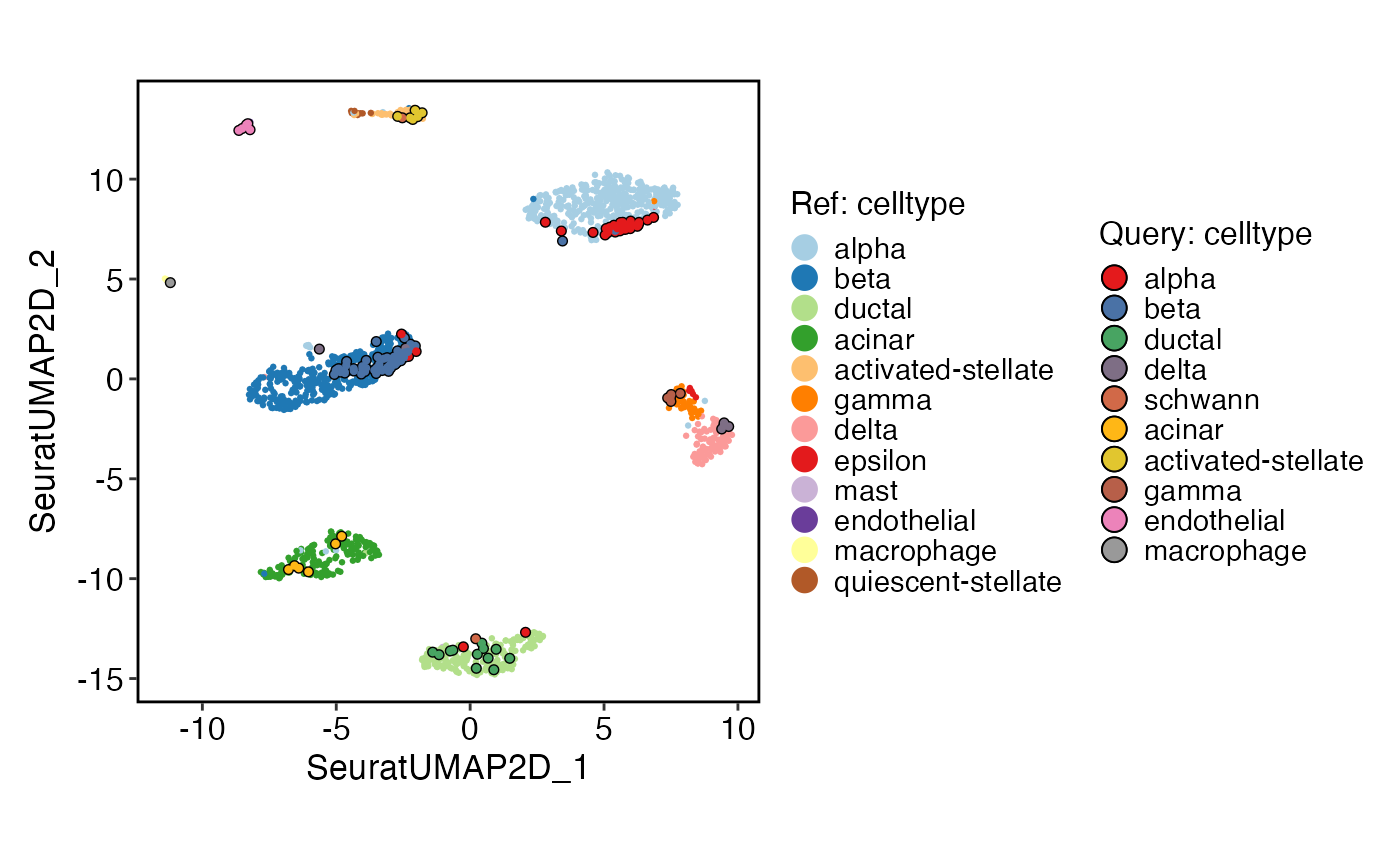 SeuratUMAP2D_2
10
5
0
-5
-10
-15
-10
-5
0
5
10
SeuratUMAP2D_1
Ref: celltype
alpha
beta
ductal
acinar
activated-stellate
gamma
delta
epsilon
mast
endothelial
macrophage
quiescent-stellate
Query: celltype
alpha
beta
ductal
delta
schwann
acinar
activated-stellate
gamma
endothelial
macrophage